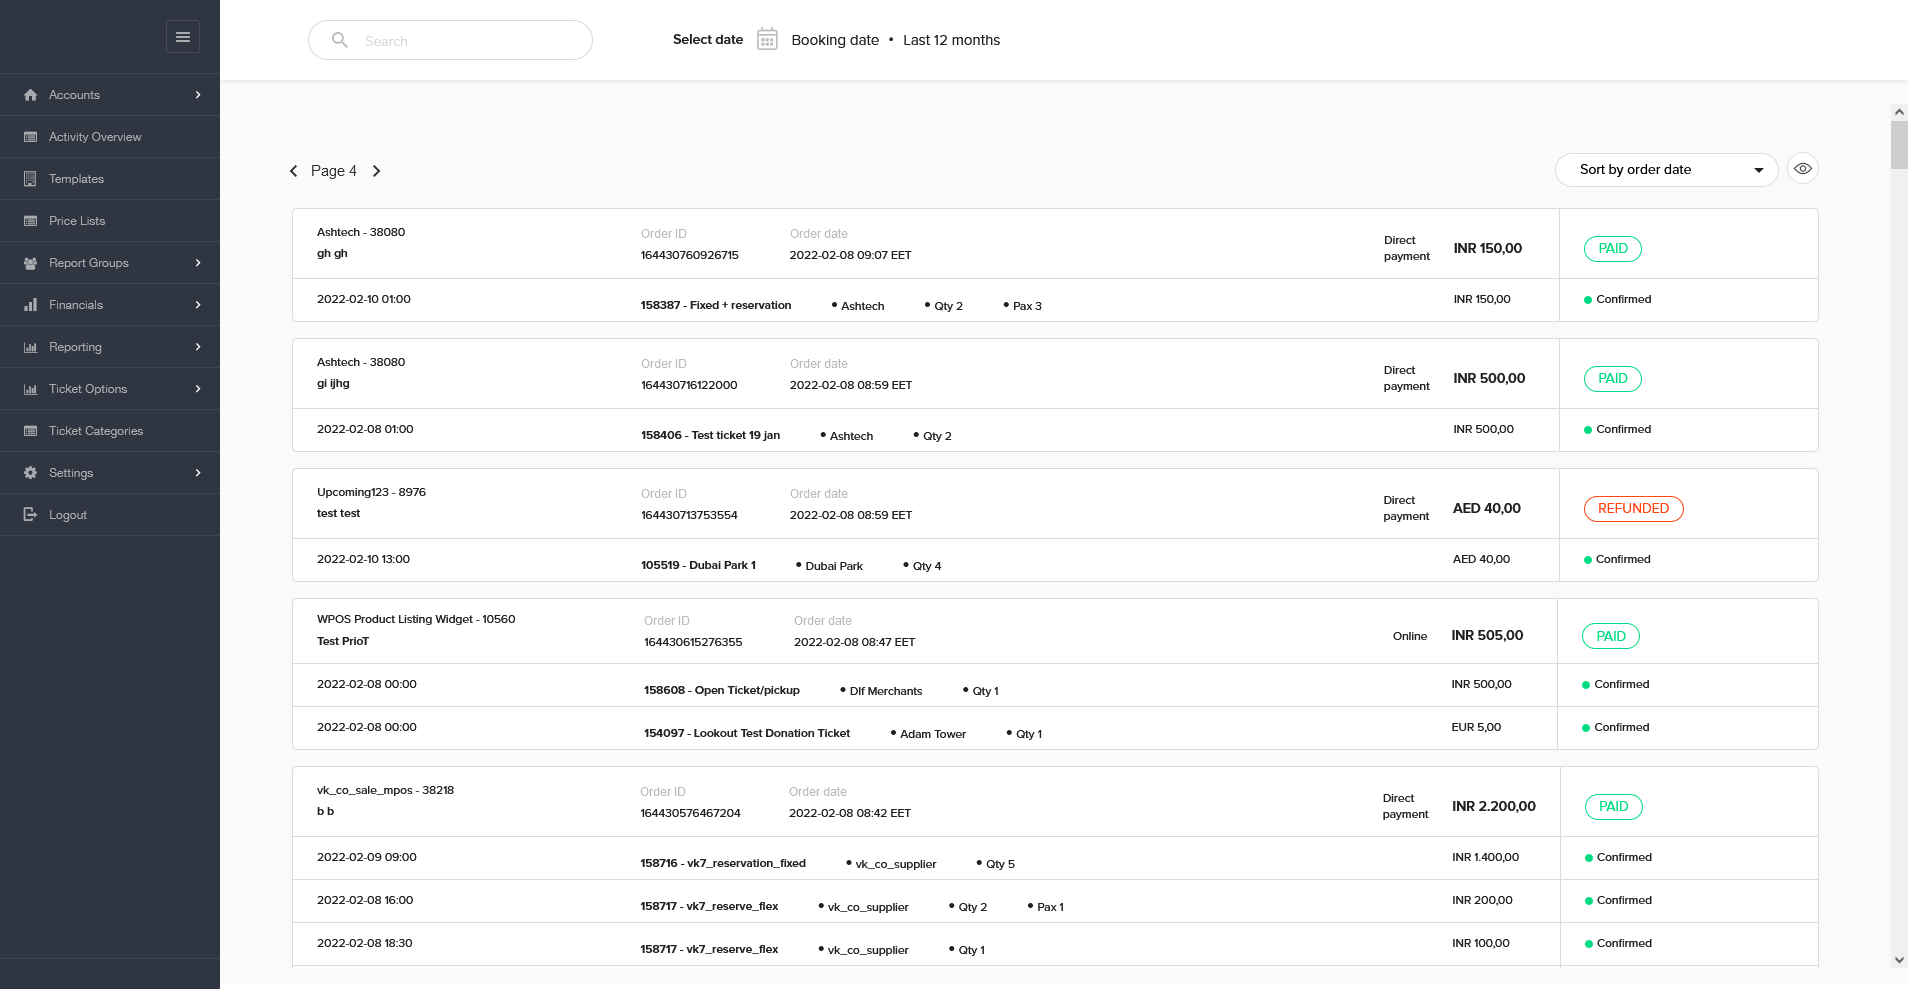 Search
Select date Booking date • Last 12 months
Accounts
Activity Overview
Templates
Price Lists
Report Groups
Financials
Reporting
Ticket Options
Ticket Categories
Settings
Logout
Page 4
Sort by order date
Ashtech - 38080 Order ID Order date
gh gh 164430760926715 2022-02-08 09:07 EET Direct payment INR 150,00 PAID
2022-02-10 01:00 158387 - Fixed + reservation • Ashtech • Qty 2 • Pax 3 INR 150,00 Confirmed
Ashtech - 38080 Order ID Order date
gi ijhg 164430716122000 2022-02-08 08:59 EET Direct payment INR 500,00 PAID
2022-02-08 01:00 158406 - Test ticket 19 jan • Ashtech • Qty 2 INR 500,00 Confirmed
Upcoming123 - 8976 Order ID Order date
test test 164430713753554 2022-02-08 08:59 EET Direct payment AED 40,00 REFUNDED
2022-02-10 13:00 105519 - Dubai Park 1 • Dubai Park • Qty 4 AED 40,00 Confirmed
WPOS Product Listing Widget - 10560 Order ID Order date
Test PrioT 164430615276355 2022-02-08 08:47 EET Online INR 505,00 PAID
2022-02-08 00:00 158608 - Open Ticket/pickup • Dlf Merchants • Qty 1 INR 500,00 Confirmed
2022-02-08 00:00 154097 - Lookout Test Donation Ticket • Adam Tower • Qty 1 EUR 5,00 Confirmed
vk_co_sale_mpos - 38218 Order ID Order date
b b 164430576467204 2022-02-08 08:42 EET Direct payment INR 2.200,00 PAID
2022-02-09 09:00 158716 - vk7_reservation_fixed • vk_co_supplier • Qty 5 INR 1.400,00 Confirmed
2022-02-08 16:00 158717 - vk7_reserve_flex • vk_co_supplier • Qty 2 • Pax 1 INR 200,00 Confirmed
2022-02-08 18:30 158717 - vk7_reserve_flex • vk_co_supplier • Qty 1 INR 100,00 Confirmed